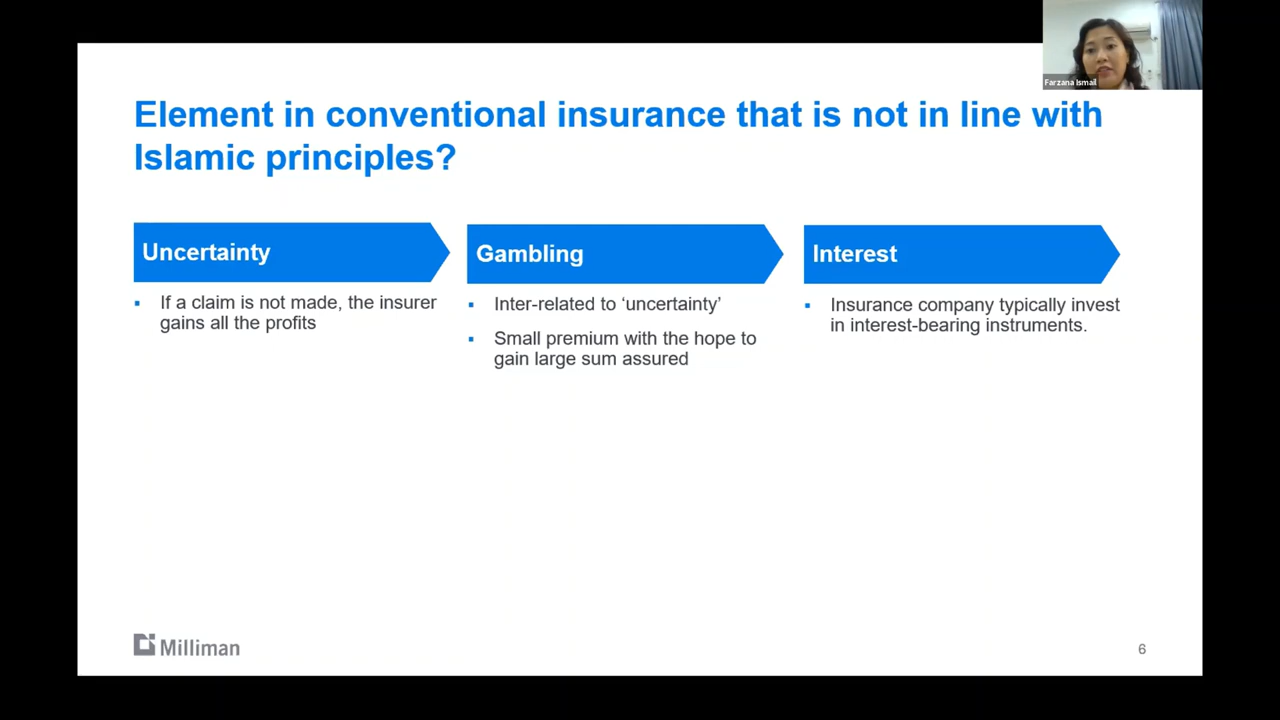 Farzana Ismail
Element in conventional insurance that is not in line with
Islamic principles?
Uncertainty
▪ If a claim is not made, the insurer
gains all the profits
Gambling
▪ Inter-related to ‘uncertainty’
▪ Small premium with the hope to
gain large sum assured
Interest
▪ Insurance company typically invest
in interest-bearing instruments.
Milliman
6